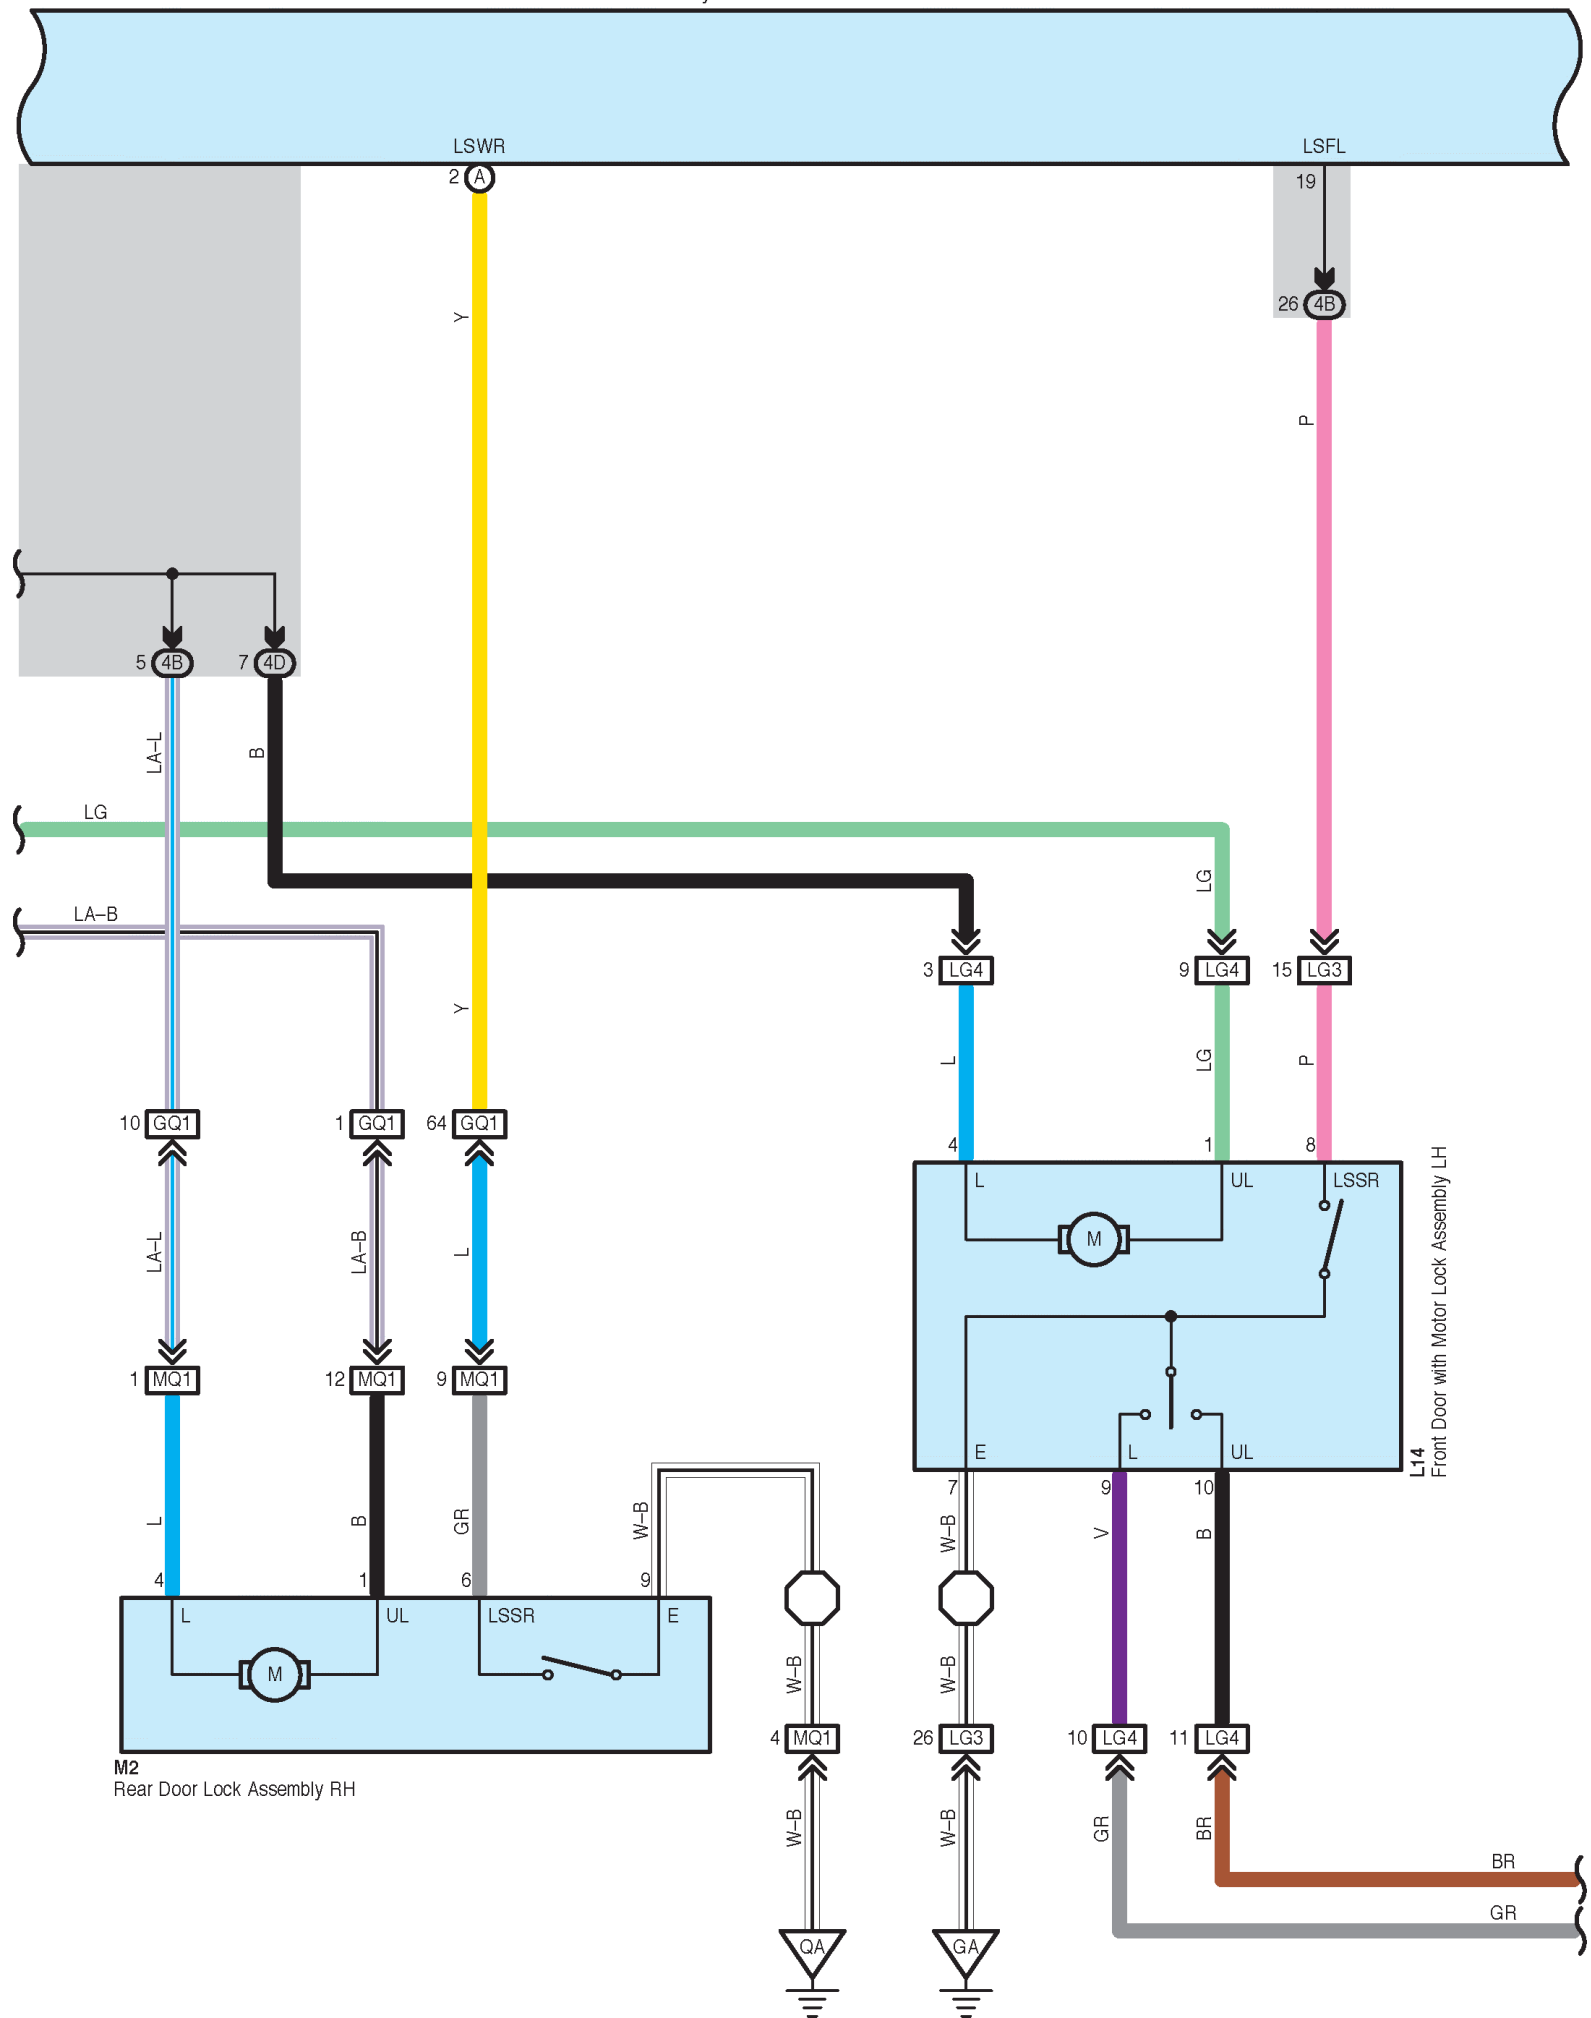 LSWR LSFL
2 A 19
26 4B
Y P
5 4B 7 4D
LA–L B
LG
LG
LA–B
3 LG4 9 LG4 15 LG3
Y L LG P
10 GQ1 1 GQ1 64 GQ1
4 1 8
L UL LSSR
M
LA–L LA–B L
1 MQ1 12 MQ1 9 MQ1
E L UL
L14
Front Door with Motor Lock Assembly LH
7 9 10
L B GR W–B W–B V B
4 1 6 9
L UL LSSR E
M
W–B W–B
4 MQ1 26 LG3 10 LG4 11 LG4
M2
Rear Door Lock Assembly RH
W–B W–B GR BR
BR
GR
QA GA